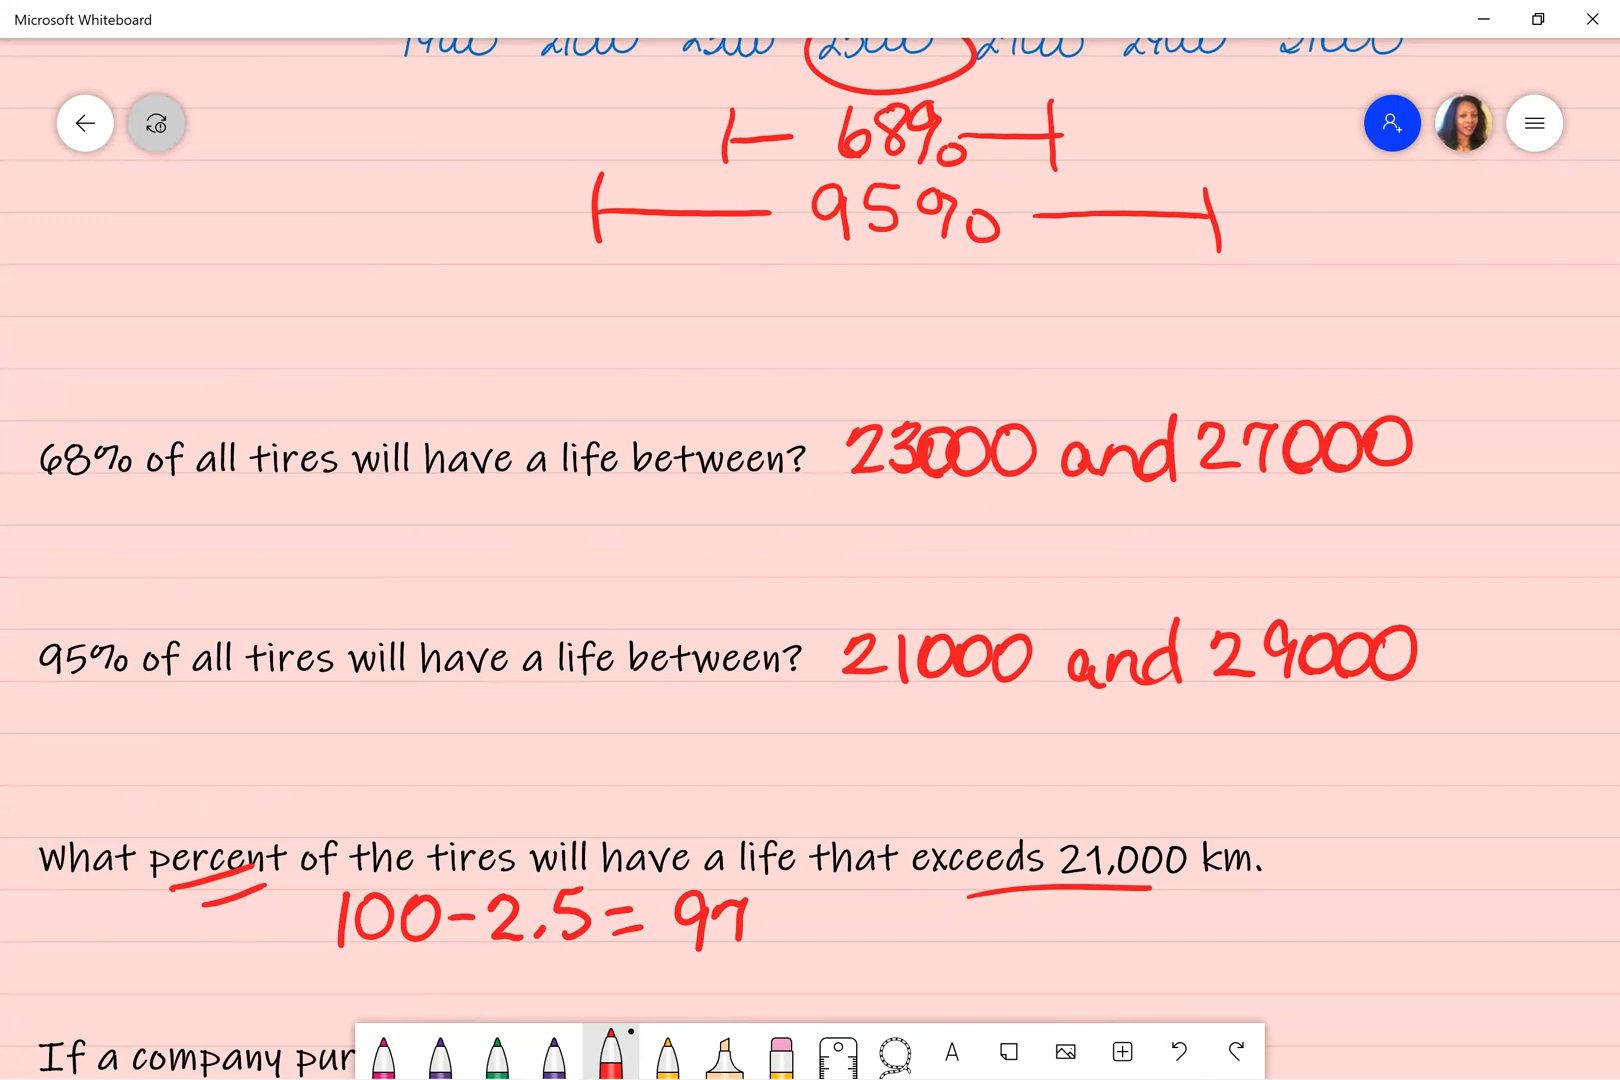 Microsoft Whiteboard
68%
95%
68% of all tires will have a life between? 23000 and 27000
95% of all tires will have a life between? 21000 and 29000
What percent of the tires will have a life that exceeds 21,000 km.
100-2.5= 97
If a company pur